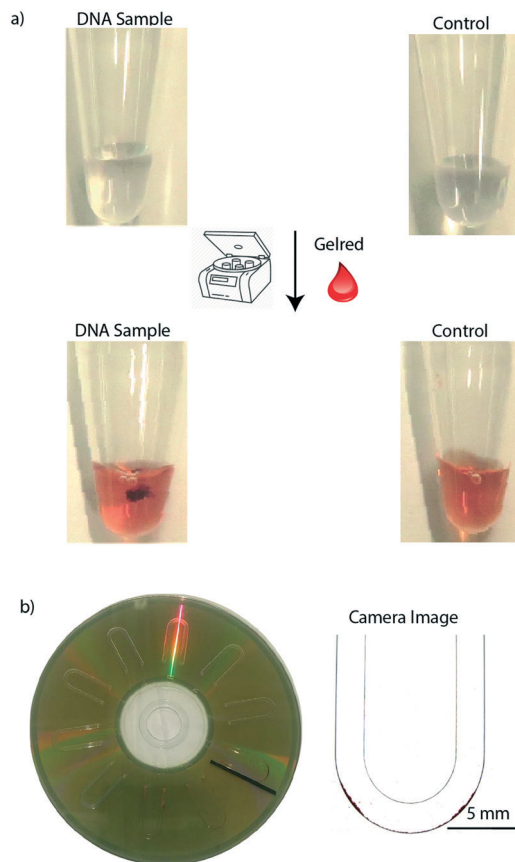 a)
DNA Sample
Control
Gelred
DNA Sample
Control
b)
Camera Image
5 mm